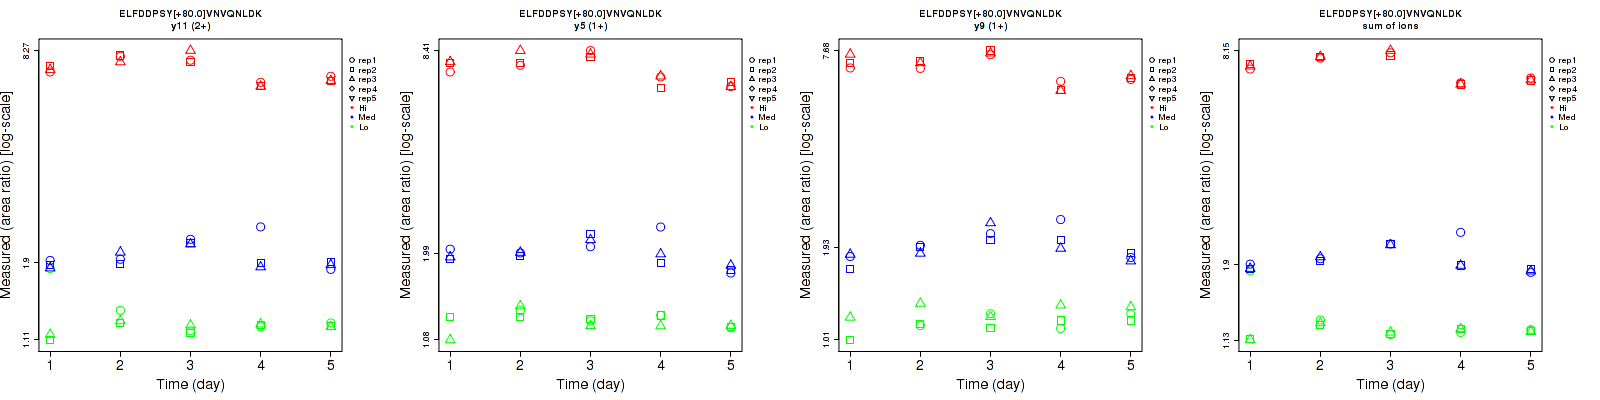 ELFDDPSY[+80.0]VNVQNLDK
y11 (2+)
Measured (area ratio) [log-scale]
8.27
1.9
1.11
1 2 3 4 5
Time (day)
rep1
rep2
rep3
rep4
rep5
Hi
Med
Lo
ELFDDPSY[+80.0]VNVQNLDK
y5 (1+)
Measured (area ratio) [log-scale]
8.41
1.99
1.08
1 2 3 4 5
Time (day)
rep1
rep2
rep3
rep4
rep5
Hi
Med
Lo
ELFDDPSY[+80.0]VNVQNLDK
y9 (1+)
Measured (area ratio) [log-scale]
7.68
1.93
1.01
1 2 3 4 5
Time (day)
rep1
rep2
rep3
rep4
rep5
Hi
Med
Lo
ELFDDPSY[+80.0]VNVQNLDK
sum of ions
Measured (area ratio) [log-scale]
8.15
1.9
1.13
1 2 3 4 5
Time (day)
rep1
rep2
rep3
rep4
rep5
Hi
Med
Lo